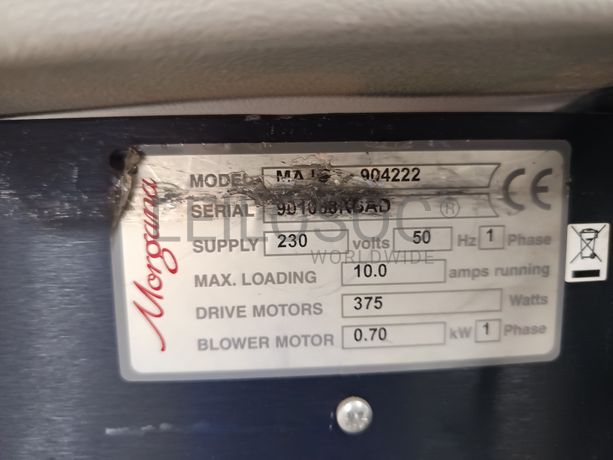 Morgana
MODEL 904222
SERIAL
SUPPLY 230 volts 50 Hz 1 Phase
MAX. LOADING 10.0 amps running
DRIVE MOTORS 375 Watts
BLOWER MOTOR 0.70 kW 1 Phase
CE
LEILOSOC ®
WORLDWIDE